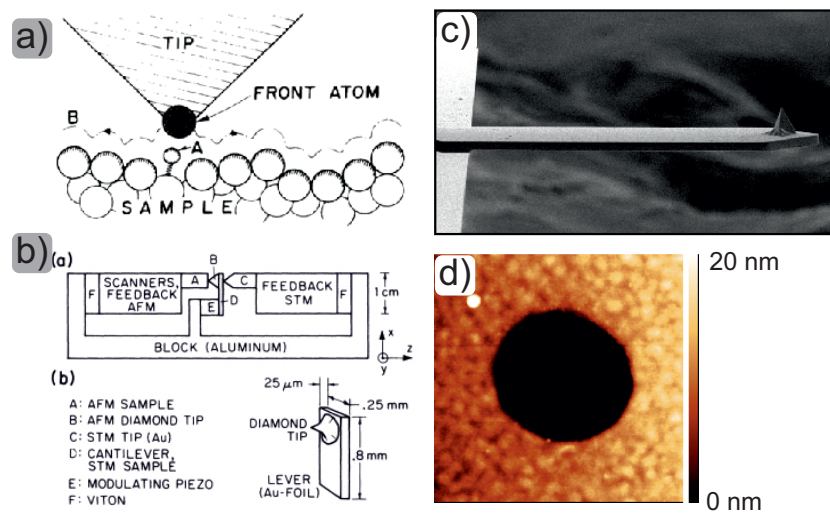 a)
TIP
FRONT ATOM
B
A
SAMPLE
b)
(a)
B
F
SCANNERS,
FEEDBACK
AFM
A
C
D
E
FEEDBACK
STM
F
1cm
BLOCK (ALUMINUM)
x
y
z
(b)
A: AFM SAMPLE
B: AFM DIAMOND TIP
C: STM TIP (Au)
D: CANTILEVER,
STM SAMPLE
E: MODULATING PIEZO
F: VITON
25 μm
.25 mm
DIAMOND
TIP
.8 mm
LEVER
(Au-FOIL)
c)
d)
20 nm
0 nm